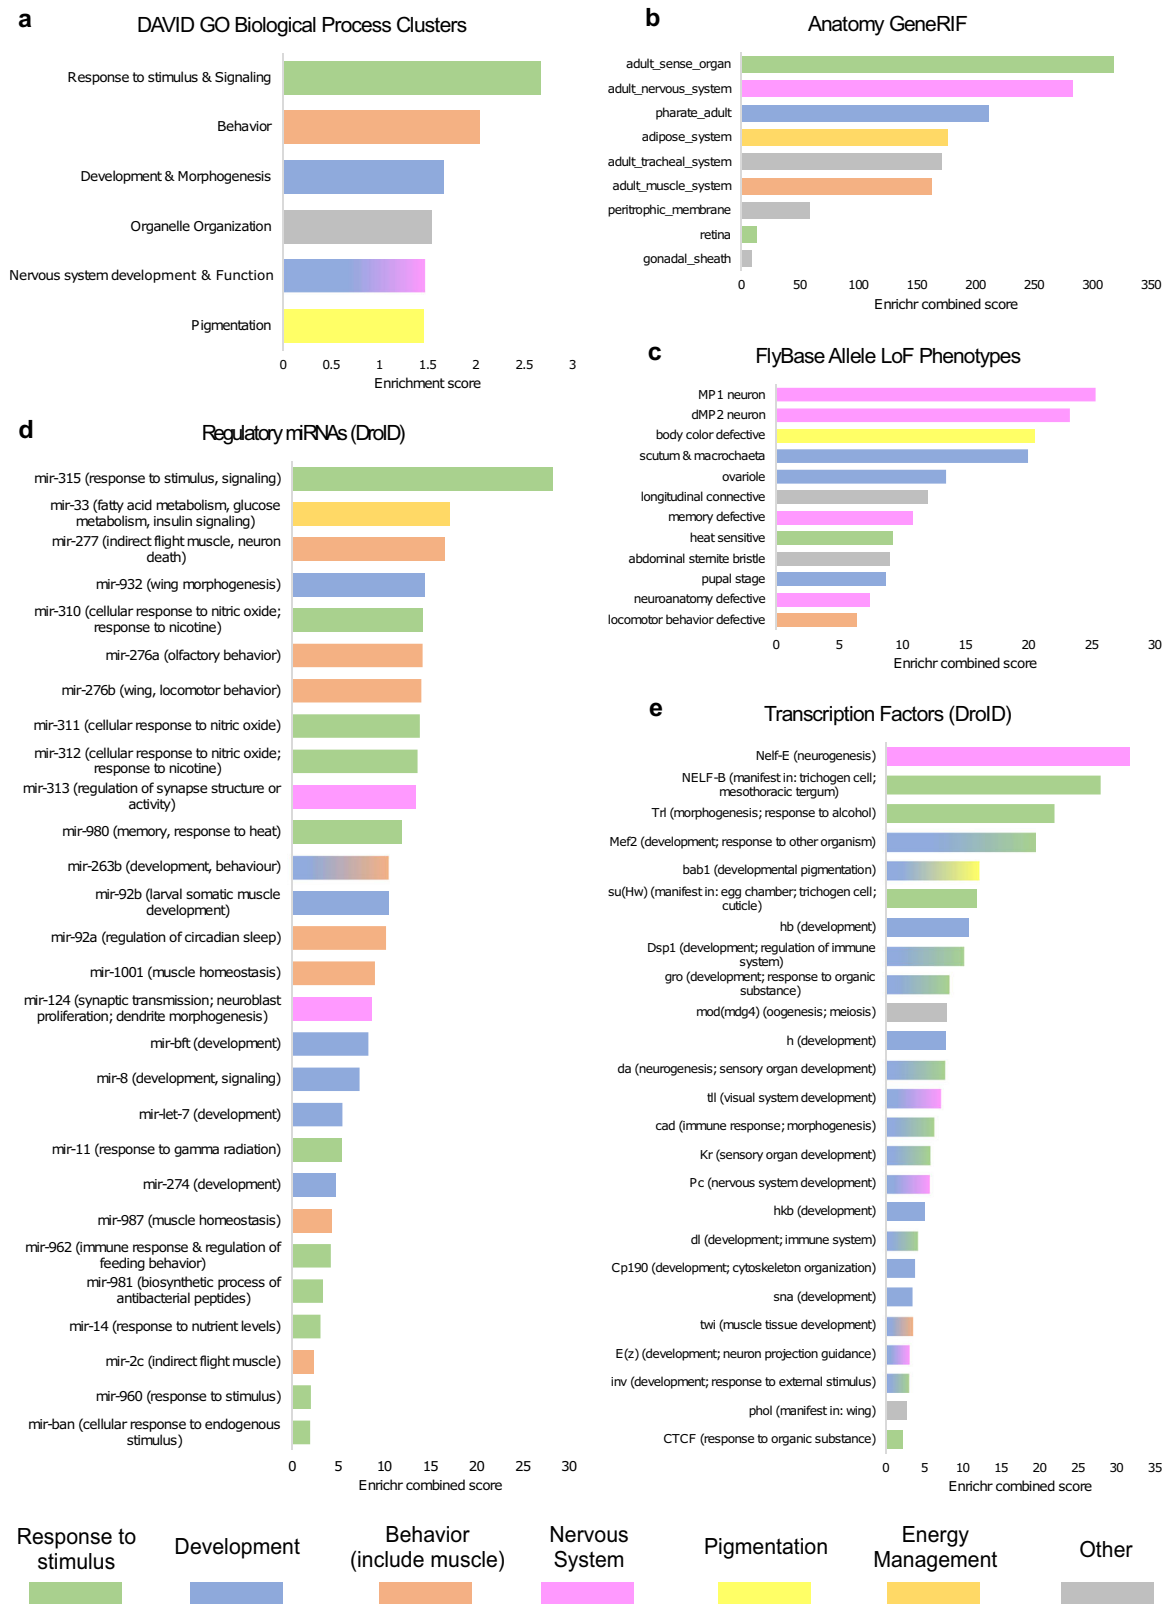 a
DAVID GO Biological Process Clusters
Response to stimulus & Signaling
Behavior
Development & Morphogenesis
Organelle Organization
Nervous system development & Function
Pigmentation
0 0.5 1 1.5 2 2.5 3
Enrichment score
b
Anatomy GeneRIF
adult_sense_organ
adult_nervous_system
pharate_adult
adipose_system
adult_tracheal_system
adult_muscle_system
peritrophic_membrane
retina
gonadal_sheath
0 50 100 150 200 250 300 350
Enrichr combined score
c
FlyBase Allele LoF Phenotypes
MP1 neuron
dMP2 neuron
body color defective
scutum & macrochaeta
ovariole
longitudinal connective
memory defective
heat sensitive
abdominal sternite bristle
pupal stage
neuroanatomy defective
locomotor behavior defective
0 5 10 15 20 25 30
Enrichr combined score
d
Regulatory miRNAs (DroID)
mir-315 (response to stimulus, signaling)
mir-33 (fatty acid metabolism, glucose
metabolism, insulin signaling)
mir-277 (indirect flight muscle, neuron
death)
mir-932 (wing morphogenesis)
mir-310 (cellular response to nitric oxide;
response to nicotine)
mir-276a (olfactory behavior)
mir-276b (wing, locomotor behavior)
mir-311 (cellular response to nitric oxide)
mir-312 (cellular response to nitric oxide;
response to nicotine)
mir-313 (regulation of synapse structure or
activity)
mir-980 (memory, response to heat)
mir-263b (development, behaviour)
mir-92b (larval somatic muscle
development)
mir-92a (regulation of circadian sleep)
mir-1001 (muscle homeostasis)
mir-124 (synaptic transmission; neuroblast
proliferation; dendrite morphogenesis)
mir-bft (development)
mir-8 (development, signaling)
mir-let-7 (development)
mir-11 (response to gamma radiation)
mir-274 (development)
mir-987 (muscle homeostasis)
mir-962 (immune response & regulation of
feeding behavior)
mir-981 (biosynthetic process of
antibacterial peptides)
mir-14 (response to nutrient levels)
mir-2c (indirect flight muscle)
mir-960 (response to stimulus)
mir-ban (cellular response to endogenous
stimulus)
0 5 10 15 20 25 30
Enrichr combined score
e
Transcription Factors (DroID)
Nelf-E (neurogenesis)
NELF-B (manifest in: trichogen cell;
mesothoracic tergum)
Trl (morphogenesis; response to alcohol)
Mef2 (development; response to other organism)
bab1 (developmental pigmentation)
su(Hw) (manifest in: egg chamber; trichogen cell;
cuticle)
hb (development)
Dsp1 (development; regulation of immune
system)
gro (development; response to organic
substance)
mod(mdg4) (oogenesis; meiosis)
h (development)
da (neurogenesis; sensory organ development)
tll (visual system development)
cad (immune response; morphogenesis)
Kr (sensory organ development)
Pc (nervous system development)
hkb (development)
dl (development; immune system)
Cp190 (development; cytoskeleton organization)
sna (development)
twi (muscle tissue development)
E(z) (development; neuron projection guidance)
inv (development; response to external stimulus)
phol (manifest in: wing)
CTCF (response to organic substance)
0 5 10 15 20 25 30 35
Enrichr combined score
Response to
stimulus
Development
Behavior
(include muscle)
Nervous
System
Pigmentation
Energy
Management
Other